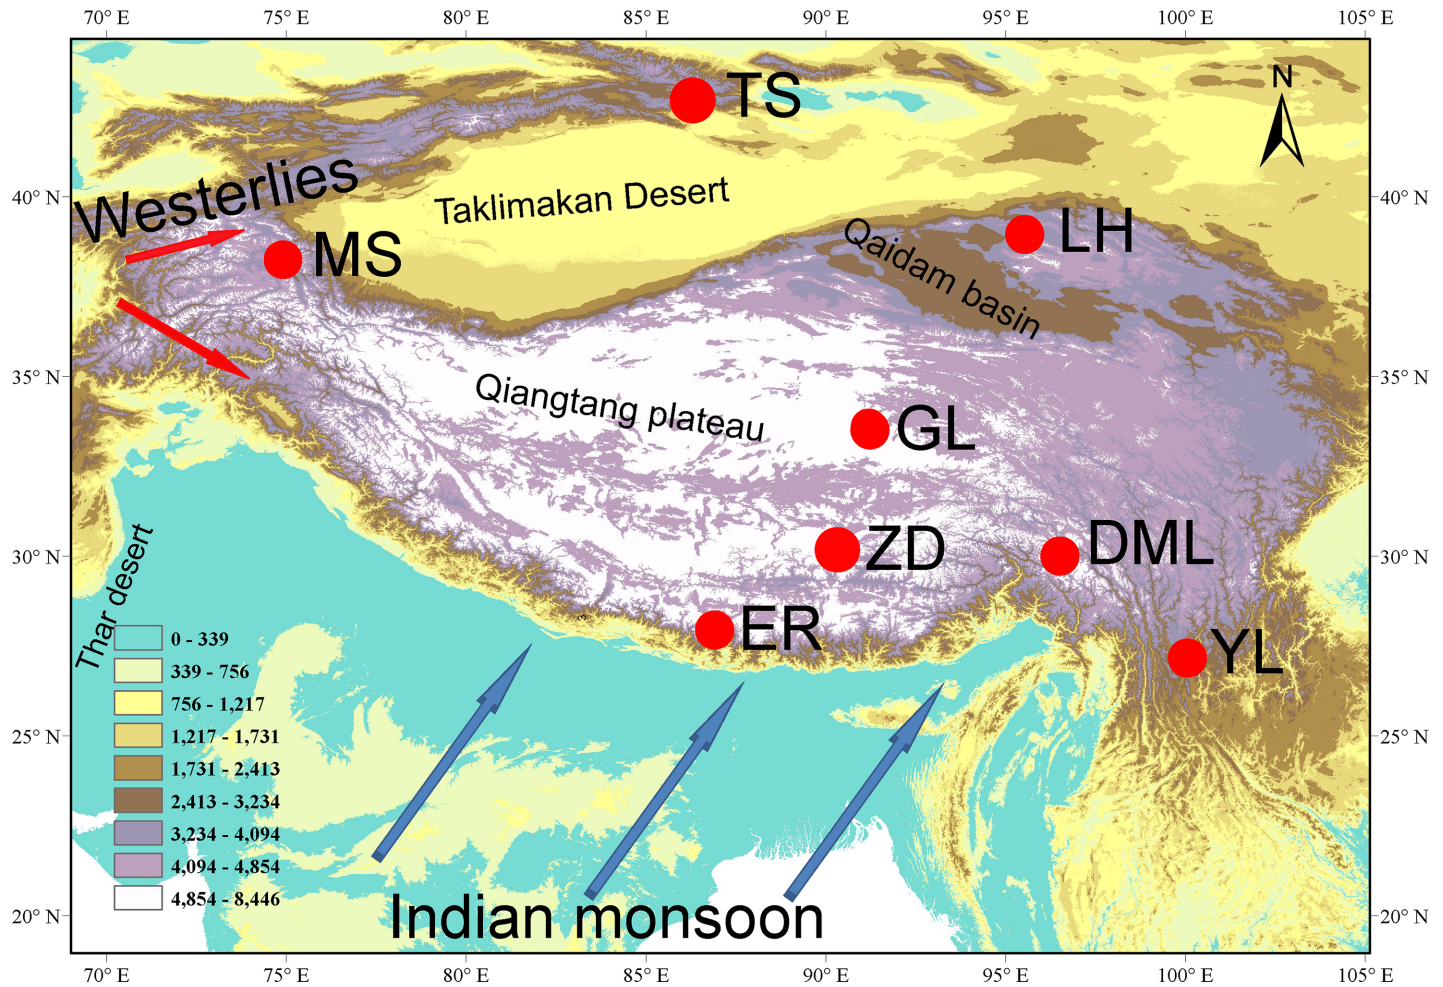 70° E 75° E 80° E 85° E 90° E 95° E 100° E 105° E
N
TS
Westerlies
40° N
Taklimakan Desert
40° N
MS
LH
Qaidam basin
35° N
Qiangtang plateau
35° N
GL
30° N
ZD
DML
30° N
Thar desert
ER
YL
0 - 339
339 - 756
756 - 1,217
1,217 - 1,731
1,731 - 2,413
2,413 - 3,234
3,234 - 4,094
4,094 - 4,854
4,854 - 8,446
25° N
25° N
Indian monsoon
20° N
20° N
70° E 75° E 80° E 85° E 90° E 95° E 100° E 105° E